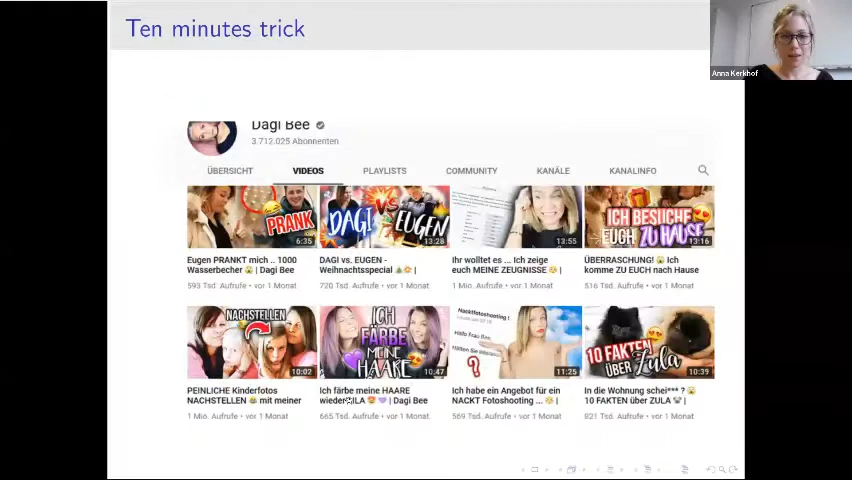 Ten minutes trick
Anna Kerkhof
Dagi Bee
3.712.025 Abonnenten
ÜBERSICHT VIDEOS PLAYLISTS COMMUNITY KANÄLE KANALINFO
PRANK
6:35
DAGI VS EUGEN
13:28
13:55
ICH BESUCHE
EUCH ZU HAUSE
13:16
Eugen PRANKT mich .. 1000
Wasserbecher 😱 | Dagi Bee
593 Tsd. Aufrufe • vor 1 Monat
DAGI vs. EUGEN -
Weihnachtsspecial 🎄 |
720 Tsd. Aufrufe • vor 1 Monat
Ihr wolltet es ... Ich zeige
euch MEINE ZEUGNISSE |
1 Mio. Aufrufe • vor 1 Monat
ÜBERRASCHUNG! 😱 Ich
komme ZU EUCH nach Hause
516 Tsd. Aufrufe • vor 1 Monat
NACHSTELLEN
10:02
ICH
FÄRBE
MEINE
HAARE
10:47
Nacktfotoshooting !
Hallo Frau Bee,
?
11:25
10 FAKTEN
ÜBER Zula
10:39
PEINLICHE Kinderfotos
NACHSTELLEN 😂 mit meiner
1 Mio. Aufrufe • vor 1 Monat
Ich färbe meine HAARE
wieder LILA 😍 💜 | Dagi Bee
665 Tsd. Aufrufe • vor 1 Monat
Ich habe ein Angebot für ein
NACKT Fotoshooting ... |
569 Tsd. Aufrufe • vor 1 Monat
In die Wohnung schei*** ? 😱
10 FAKTEN über ZULA |
821 Tsd. Aufrufe • vor 1 Monat